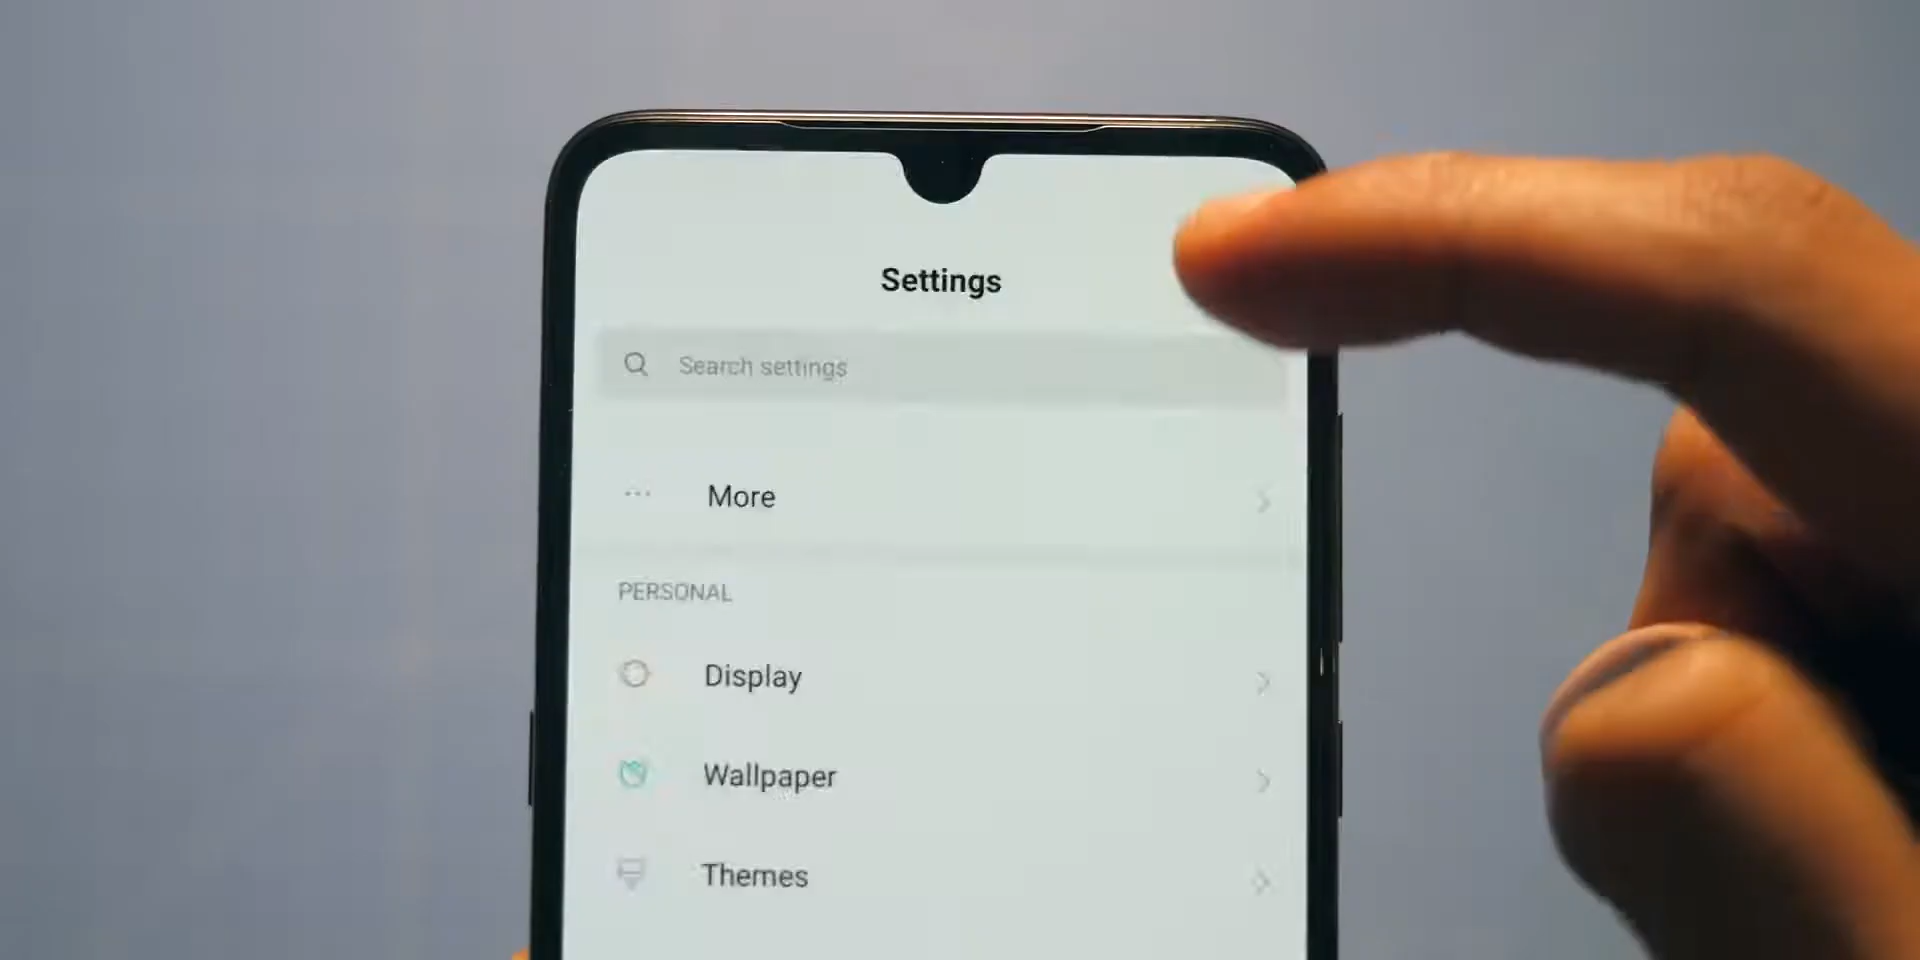 Settings
Search settings
More
PERSONAL
Display
Wallpaper
Themes